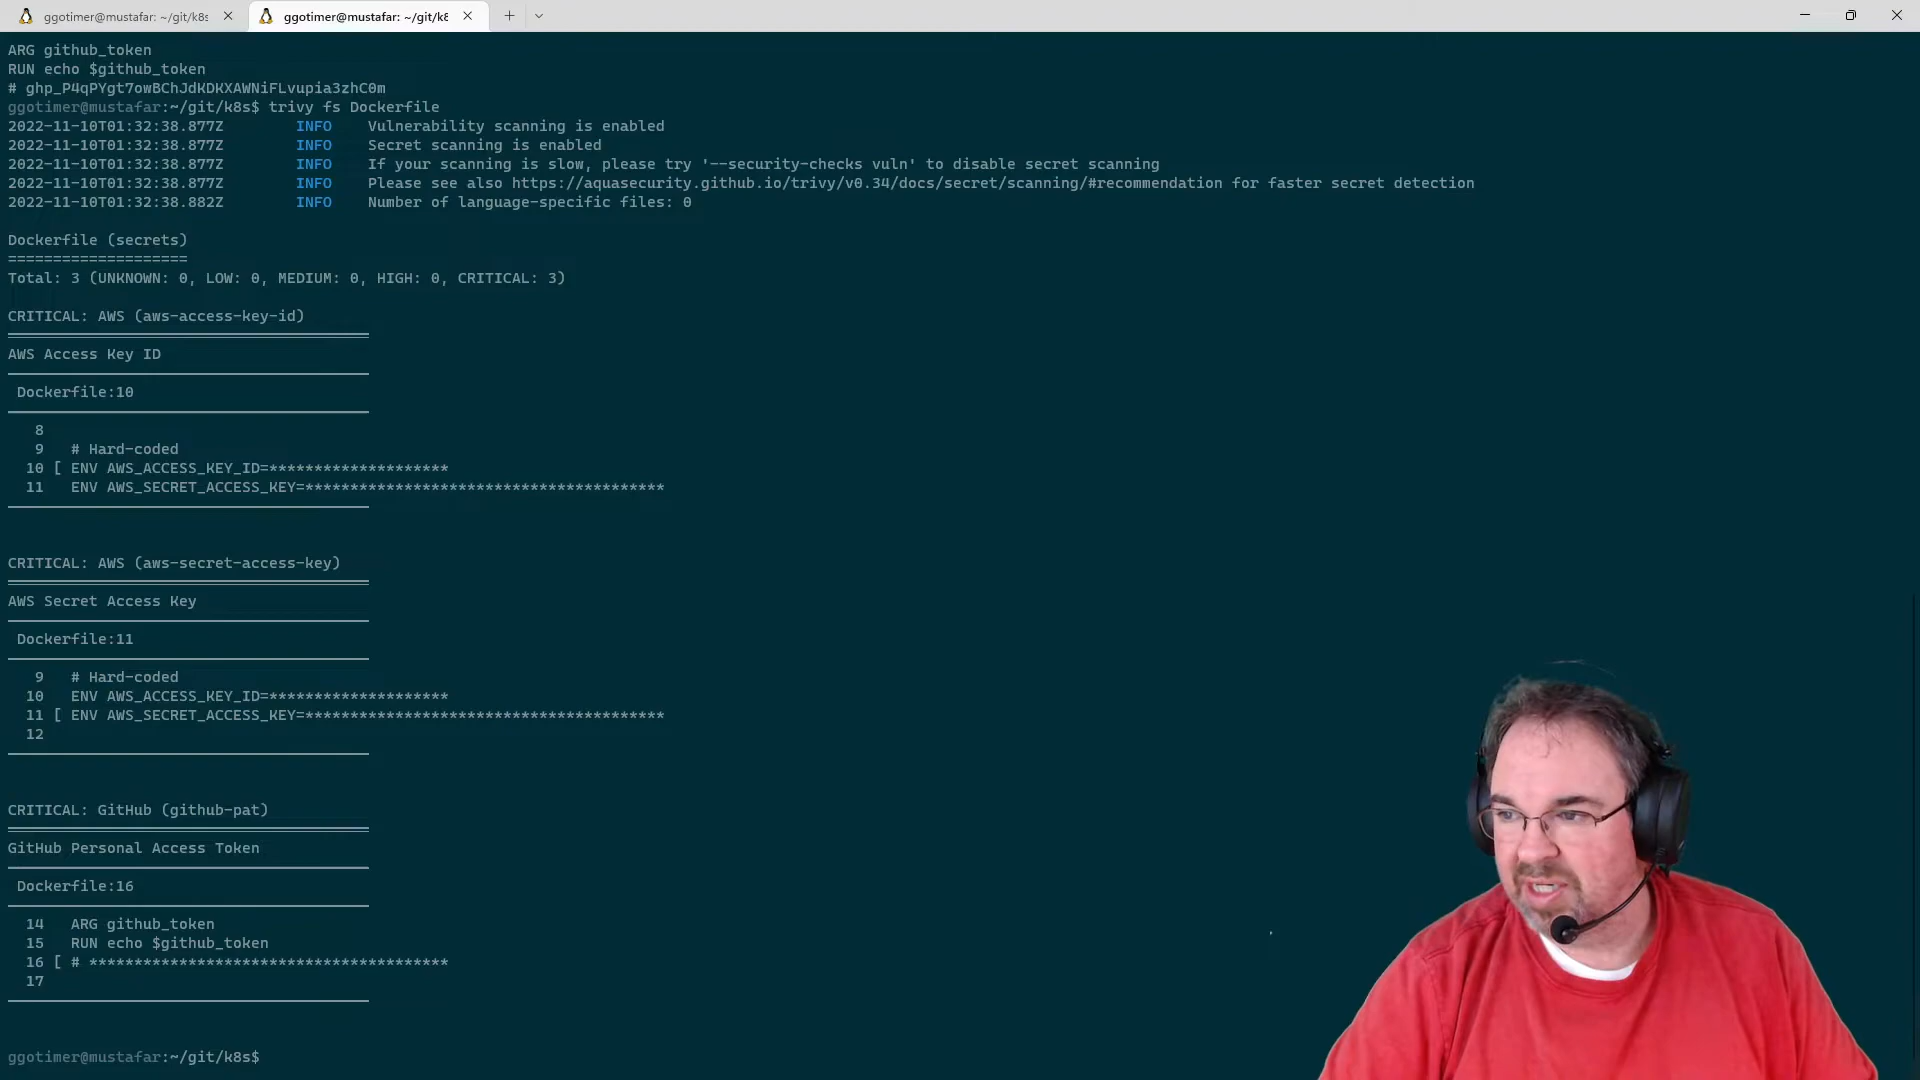 ggotimer@mustafar: ~/git/k8s
ggotimer@mustafar: ~/git/k8
ARG github_token
RUN echo $github_token
# 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
ggotimer@mustafar:~/git/k8s$ trivy fs Dockerfile
2022-11-10T01:32:38.877Z INFO Vulnerability scanning is enabled
2022-11-10T01:32:38.877Z INFO Secret scanning is enabled
2022-11-10T01:32:38.877Z INFO If your scanning is slow, please try '--security-checks vuln' to disable secret scanning
2022-11-10T01:32:38.877Z INFO Please see also https://aquasecurity.github.io/trivy/v0.34/docs/secret/scanning/#recommendation for faster secret detection
2022-11-10T01:32:38.882Z INFO Number of language-specific files: 0
Dockerfile (secrets)
====================
Total: 3 (UNKNOWN: 0, LOW: 0, MEDIUM: 0, HIGH: 0, CRITICAL: 3)
CRITICAL: AWS (aws-access-key-id)
AWS Access Key ID
Dockerfile:10
8
9 # Hard-coded
10 [ ENV AWS_ACCESS_KEY_ID=********************
11 ENV AWS_SECRET_ACCESS_KEY=****************************************
CRITICAL: AWS (aws-secret-access-key)
AWS Secret Access Key
Dockerfile:11
9 # Hard-coded
10 ENV AWS_ACCESS_KEY_ID=********************
11 [ ENV AWS_SECRET_ACCESS_KEY=****************************************
12
CRITICAL: GitHub (github-pat)
GitHub Personal Access Token
Dockerfile:16
14 ARG github_token
15 RUN echo $github_token
16 [ # ****************************************
17
ggotimer@mustafar:~/git/k8s$